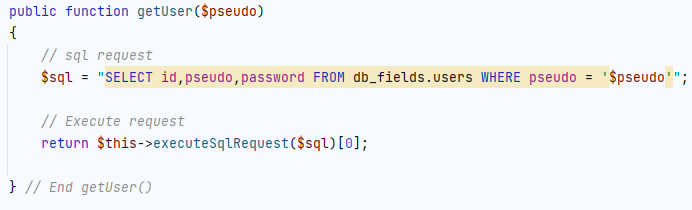 public function getUser($pseudo)
{
    // sql request
    $sql = "SELECT id,pseudo,password FROM db_fields.users WHERE pseudo = '$pseudo'";
    // Execute request
    return $this->executeSqlRequest($sql)[0];
} // End getUser()